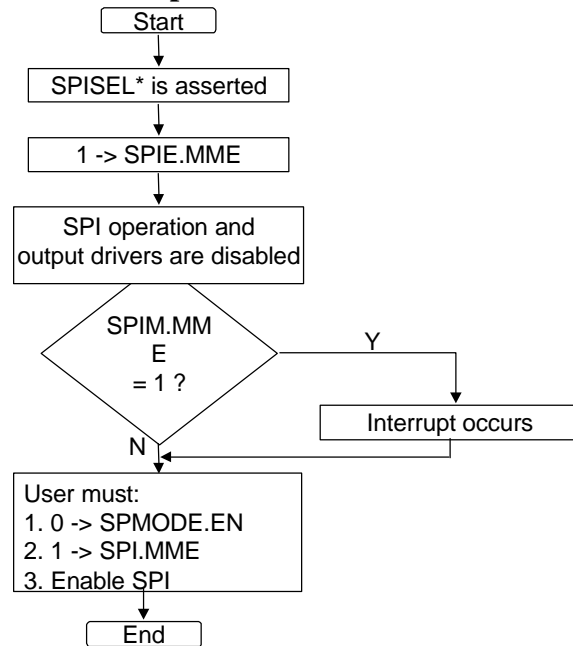 Start
SPISEL* is asserted
1 -> SPIE.MME
SPI operation and
output drivers are disabled
SPIM.MM
E
= 1 ?
Y
Interrupt occurs
N
User must:
1. 0 -> SPMODE.EN
2. 1 -> SPI.MME
3. Enable SPI
End